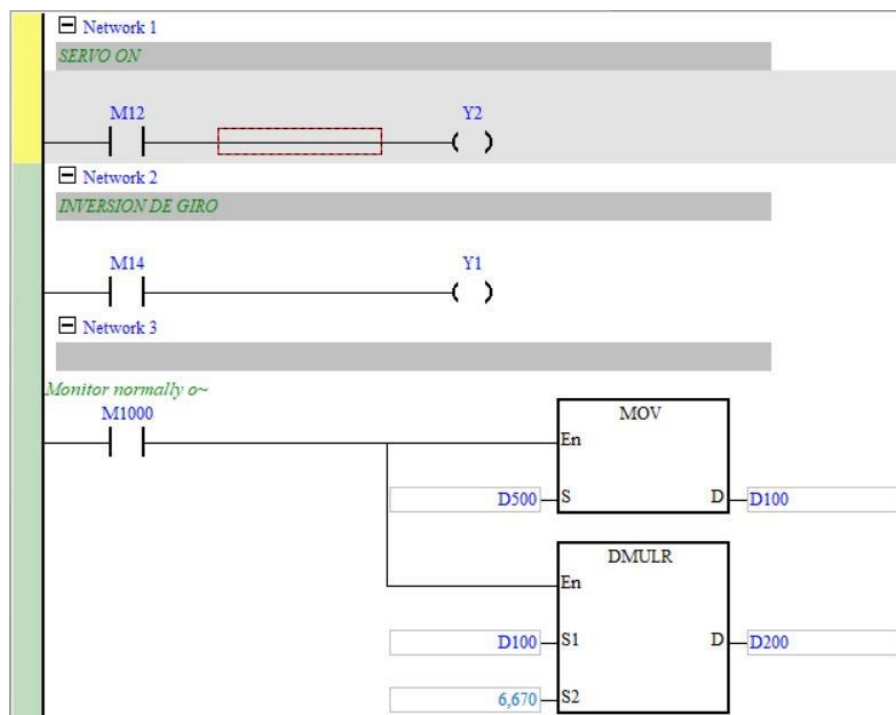 Network 1
SERVO ON
M12 Y2
Network 2
INVERSION DE GIRO
M14 Y1
Network 3
Monitor normally o~
M1000
MOV
En
D500 S D D100
DMULR
En
D100 S1 D D200
6,670 S2